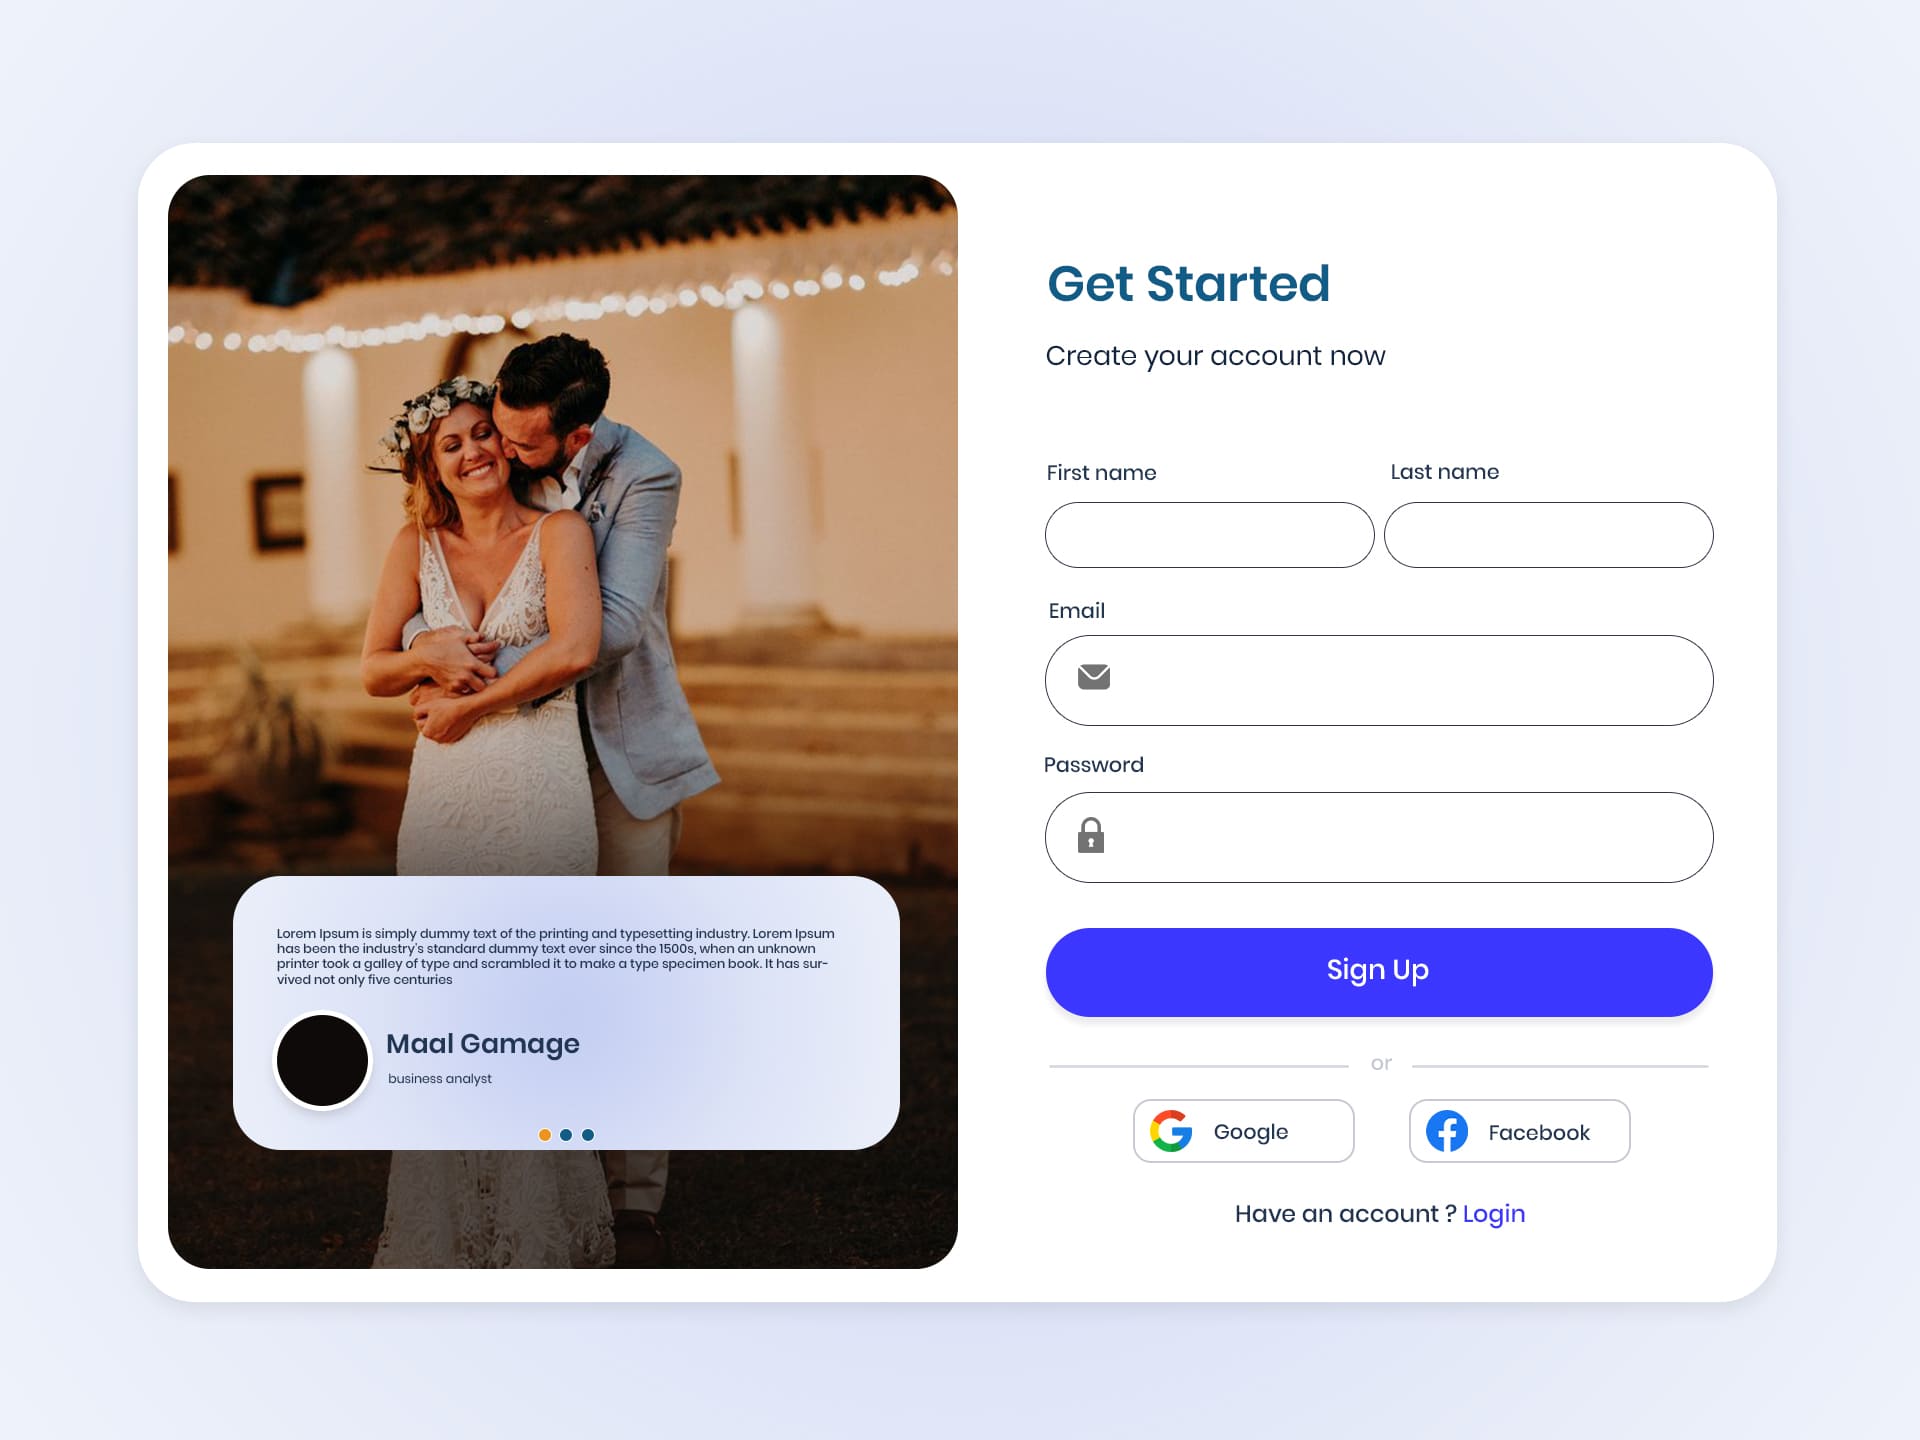 Get Started
Create your account now
First name
Last name
Email
Password
Sign Up
or
Google
Facebook
Have an account ? Login
Lorem Ipsum is simply dummy text of the printing and typesetting industry. Lorem Ipsum
has been the industry's standard dummy text ever since the 1500s, when an unknown
printer took a galley of type and scrambled it to make a type specimen book. It has sur-
vived not only five centuries
Maal Gamage
business analyst